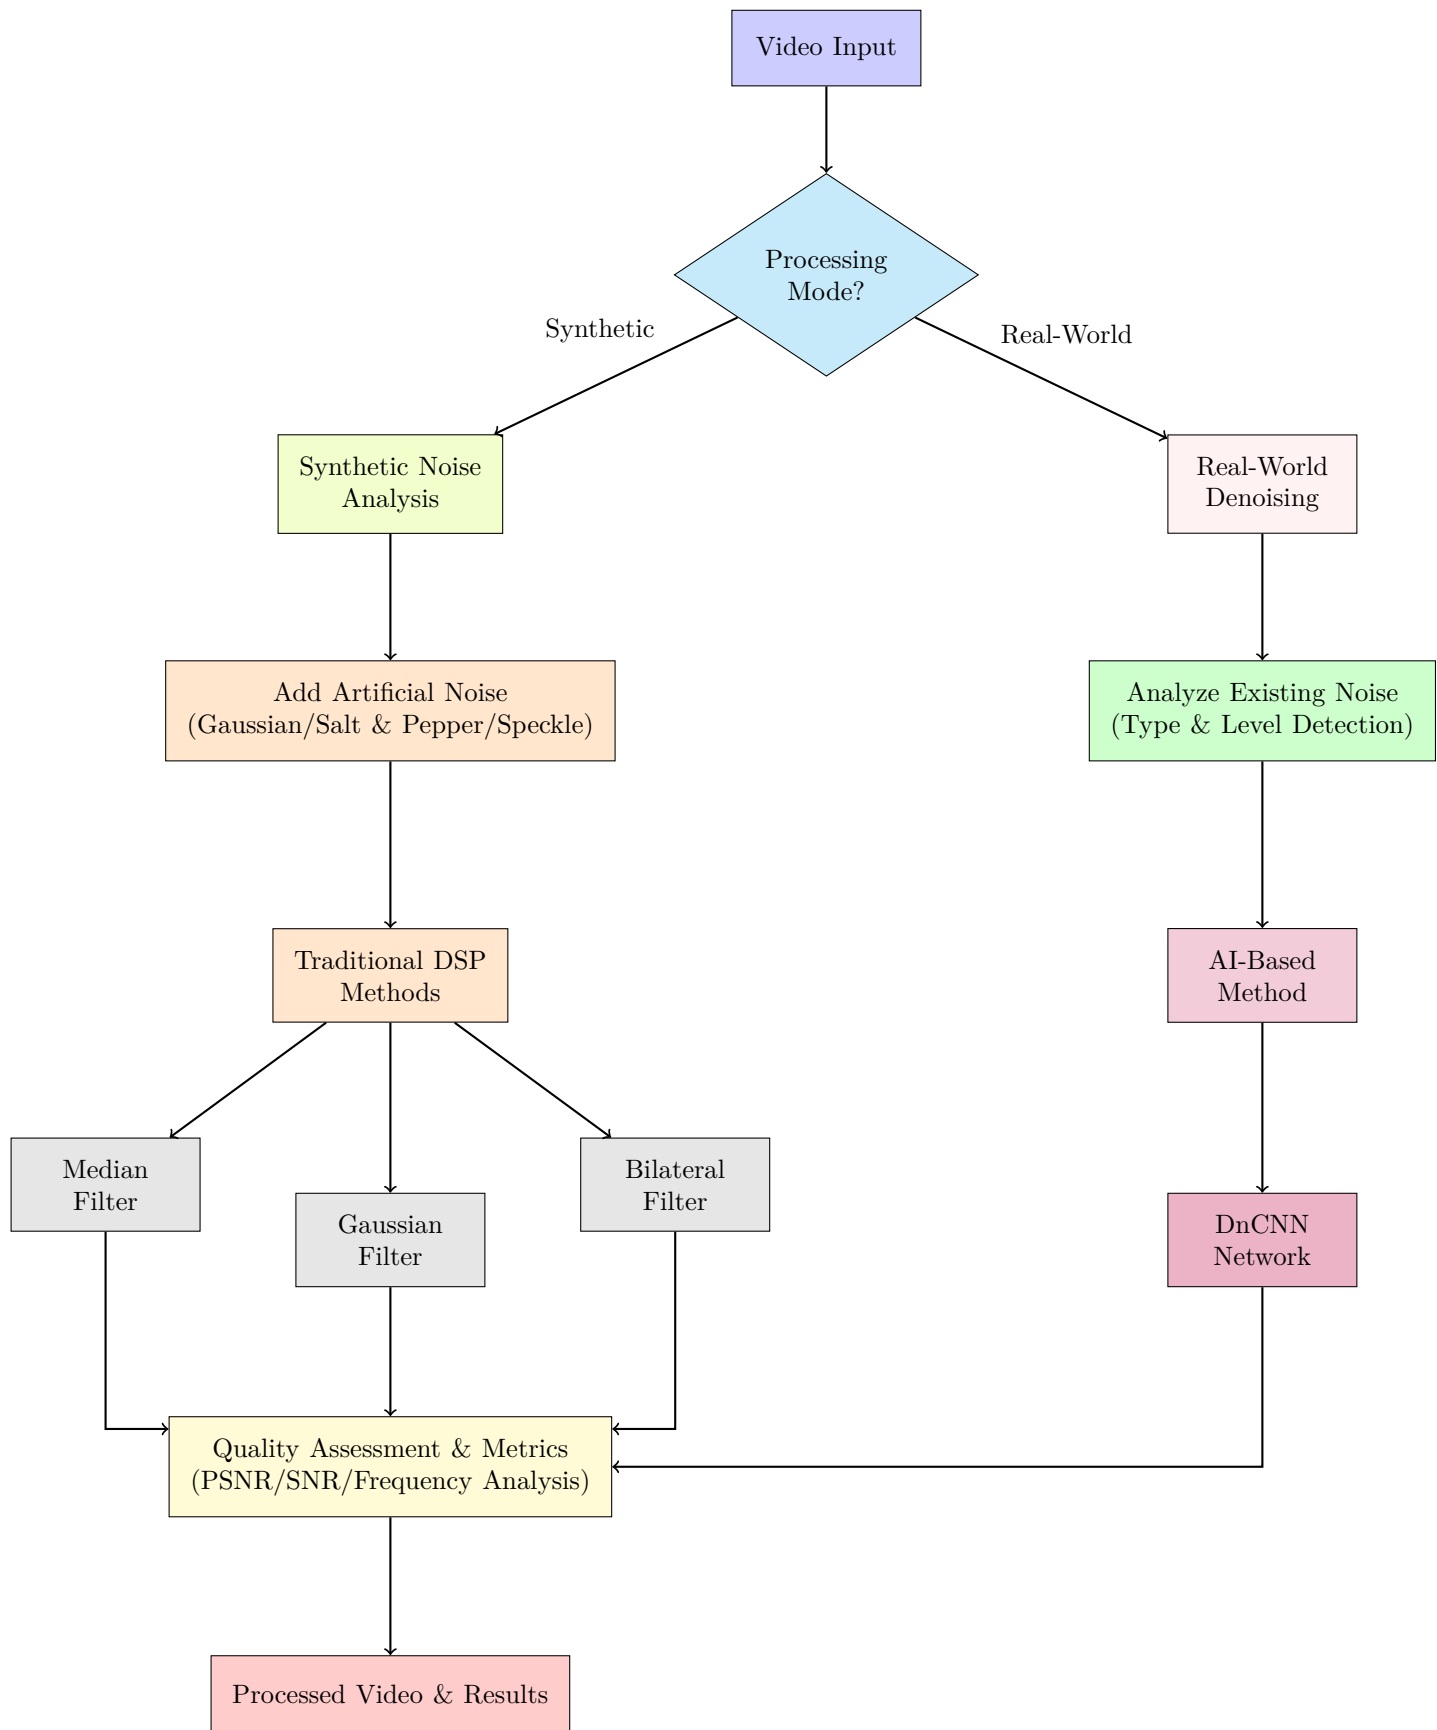 Video Input
Processing
Mode?
Synthetic
Real-World
Synthetic Noise
Analysis
Real-World
Denoising
Add Artificial Noise
(Gaussian/Salt & Pepper/Speckle)
Analyze Existing Noise
(Type & Level Detection)
Traditional DSP
Methods
AI-Based
Method
Median
Filter
Gaussian
Filter
Bilateral
Filter
DnCNN
Network
Quality Assessment & Metrics
(PSNR/SNR/Frequency Analysis)
Processed Video & Results